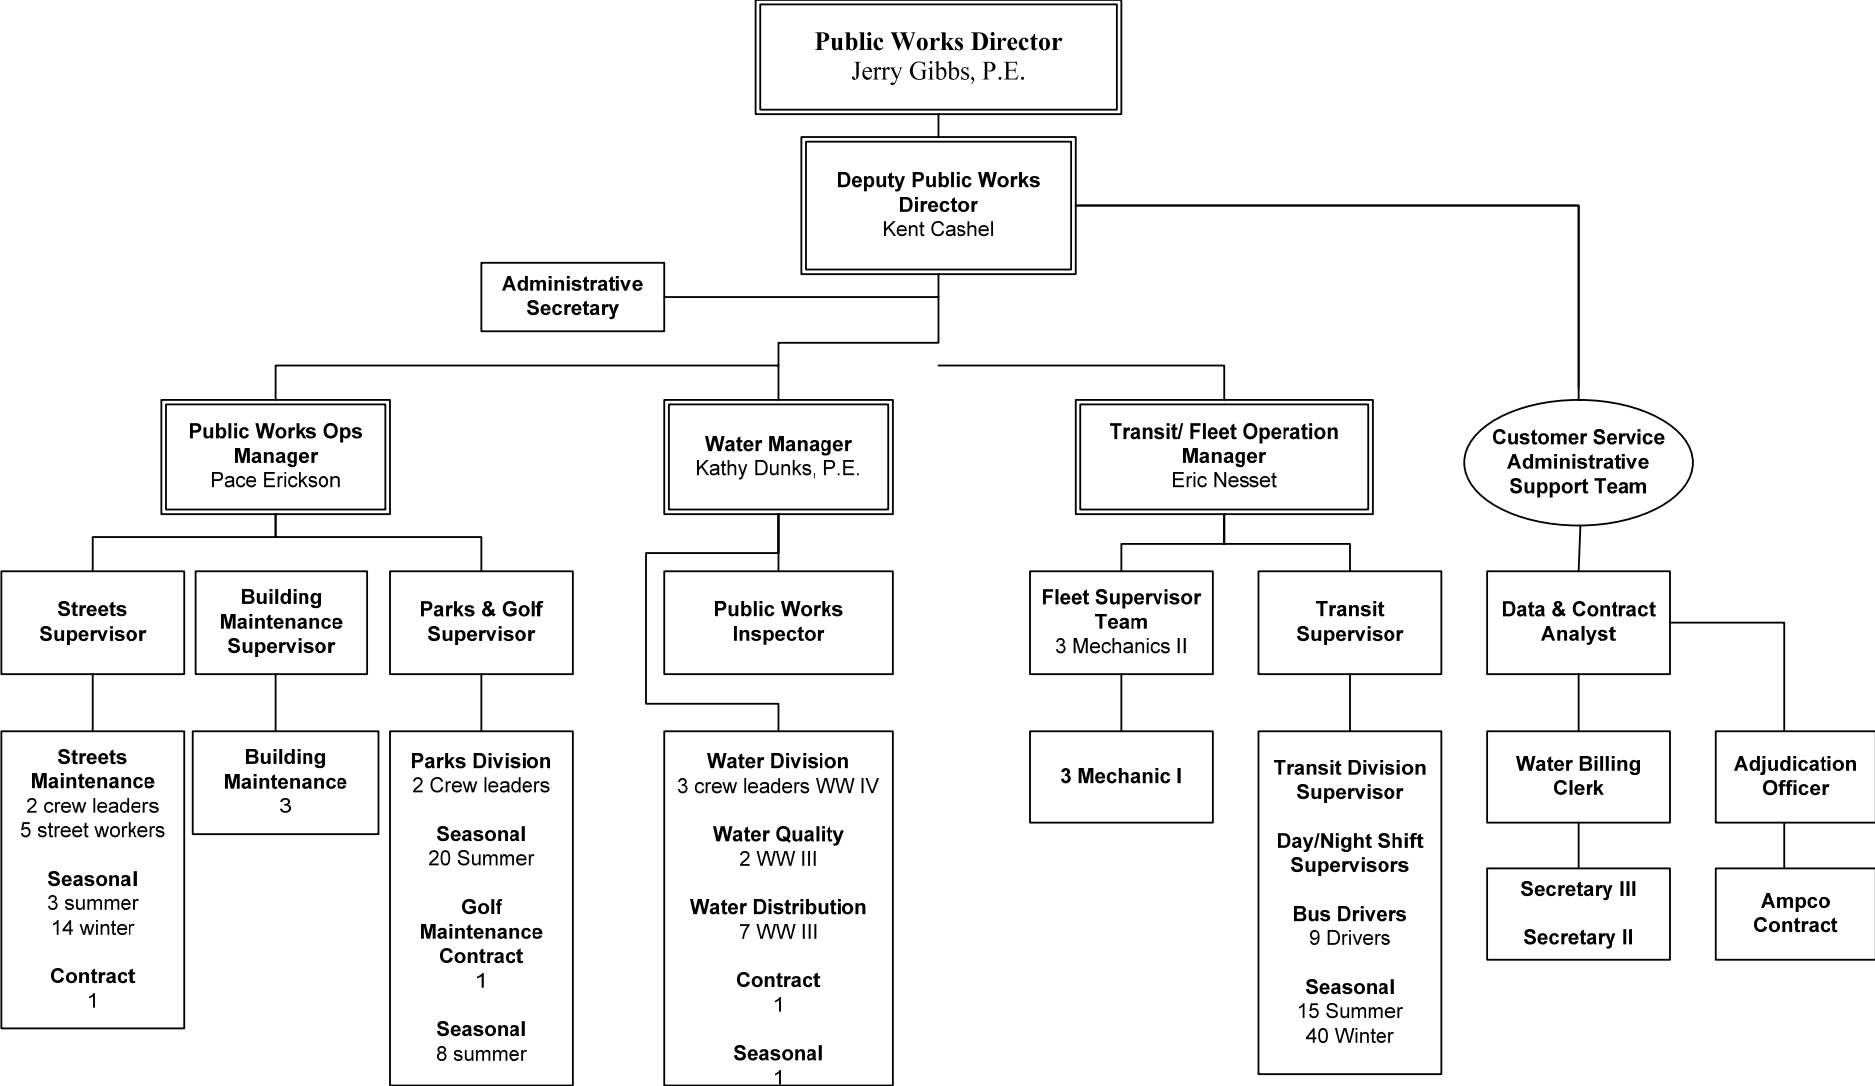 Public Works Director
Jerry Gibbs, P.E.
Deputy Public Works
Director
Kent Cashel
Administrative
Secretary
Public Works Ops
Manager
Pace Erickson
Water Manager
Kathy Dunks, P.E.
Transit/ Fleet Operation
Manager
Eric Nesset
Customer Service
Administrative
Support Team
Streets
Supervisor
Building
Maintenance
Supervisor
Parks & Golf
Supervisor
Public Works
Inspector
Fleet Supervisor
Team
3 Mechanics II
Transit
Supervisor
Data & Contract
Analyst
Streets
Maintenance
2 crew leaders
5 street workers
Seasonal
3 summer
14 winter
Contract
1
Building
Maintenance
3
Parks Division
2 Crew leaders
Seasonal
20 Summer
Golf
Maintenance
Contract
1
Seasonal
8 summer
Water Division
3 crew leaders WW IV
Water Quality
2 WW III
Water Distribution
7 WW III
Contract
1
Seasonal
1
3 Mechanic I
Transit Division
Supervisor
Day/Night Shift
Supervisors
Bus Drivers
9 Drivers
Seasonal
15 Summer
40 Winter
Water Billing
Clerk
Secretary III
Secretary II
Adjudication
Officer
Ampco
Contract